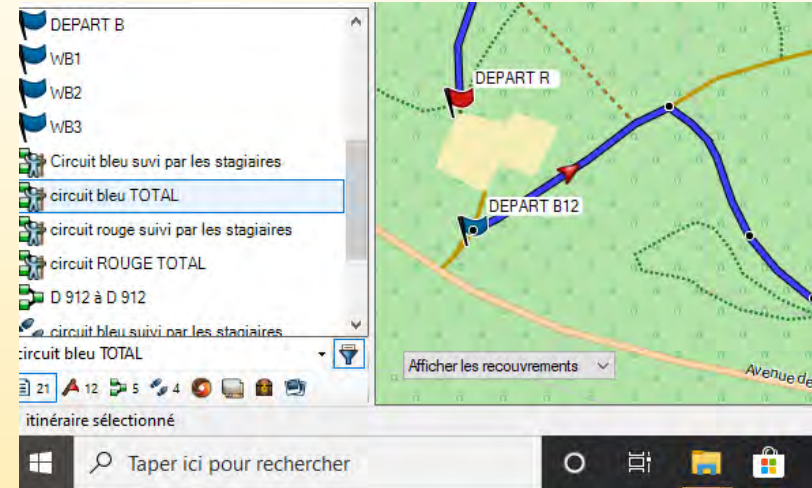 DEPART B
WB1
WB2
WB3
Circuit bleu suvi par les stagiaires
circuit bleu TOTAL
circuit rouge suivi par les stagiaires
circuit ROUGE TOTAL
D 912 à D 912
circuit bleu suivi par les stagiaires
circuit bleu TOTAL
21 12 5 4
itinéraire sélectionné
DEPART R
DEPART B12
Afficher les recouvrements
Avenue de
Taper ici pour rechercher